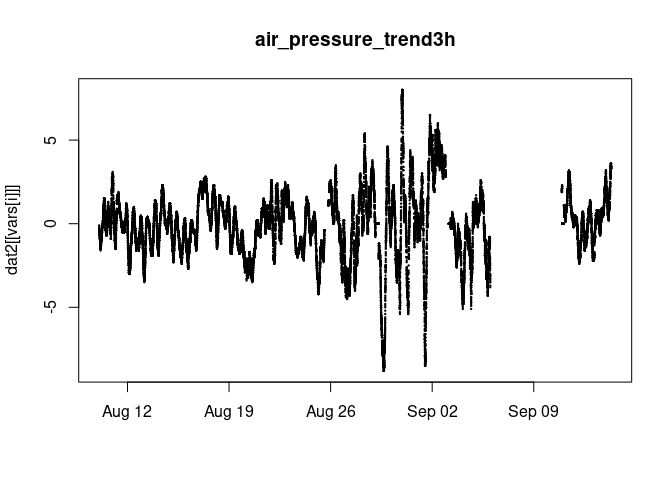 air_pressure_trend3h
dat2[[vars[i]]]
5
0
-5
Aug 12
Aug 19
Aug 26
Sep 02
Sep 09